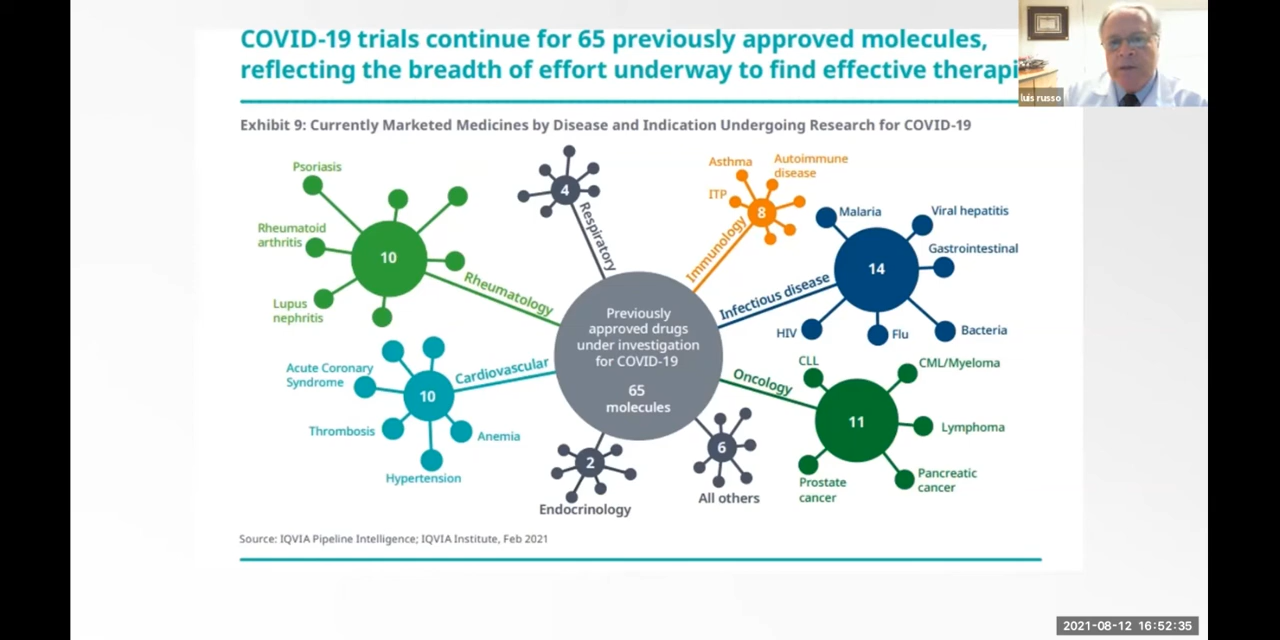 COVID-19 trials continue for 65 previously approved molecules,
reflecting the breadth of effort underway to find effective
luis russo
Exhibit 9: Currently Marketed Medicines by Disease and Indication Undergoing Research for COVID-19
Psoriasis
Rheumatoid
arthritis
Lupus
nephritis
10
Rheumatology
4
Respiratory
Asthma
Autoimmune
disease
ITP
8
Immunology
Malaria
Viral hepatitis
Gastrointestinal
14
Infectious disease
HIV
Flu
Bacteria
Previously
approved drugs
under investigation
for COVID-19
65
molecules
Acute Coronary
Syndrome
Thrombosis
Hypertension
Anemia
10
Cardiovascular
Oncology
CLL
CML/Myeloma
11
Lymphoma
Prostate
cancer
Pancreatic
cancer
2
Endocrinology
6
All others
Source: IQVIA Pipeline Intelligence; IQVIA Institute, Feb 2021
2021-08-12 16:52:35